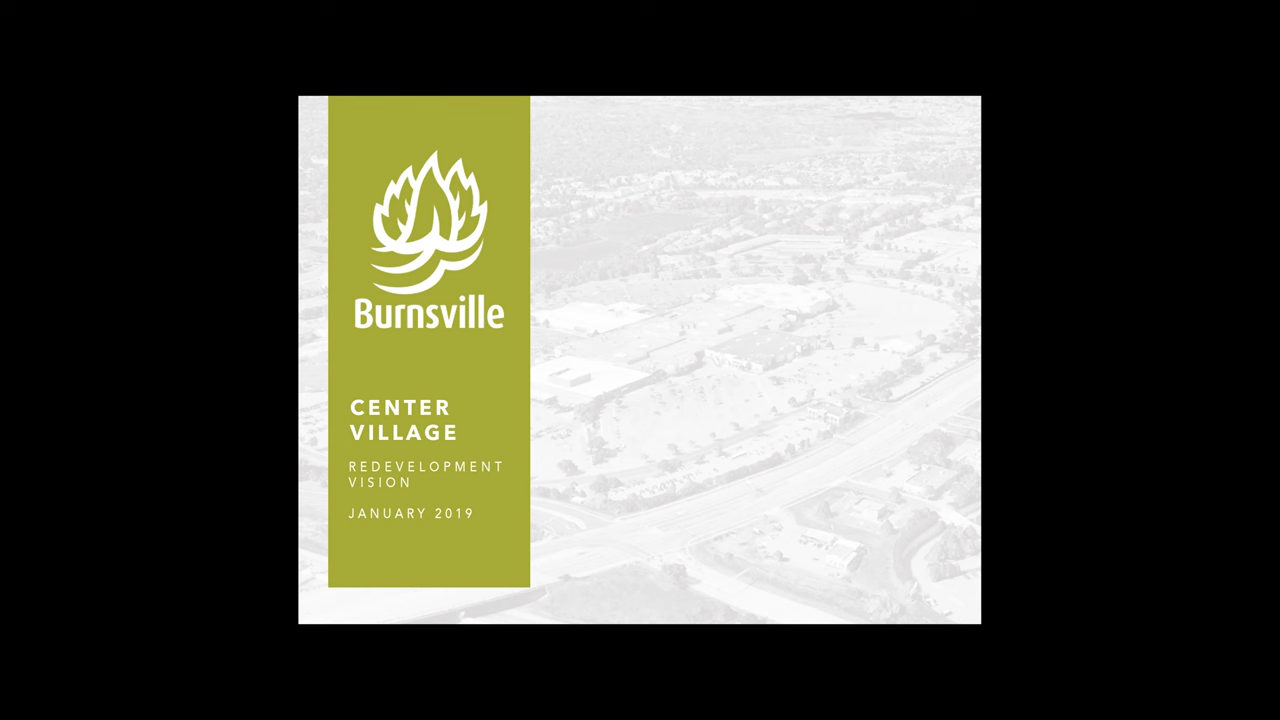 Burnsville
CENTER
VILLAGE
REDEVELOPMENT
VISION
JANUARY 2019